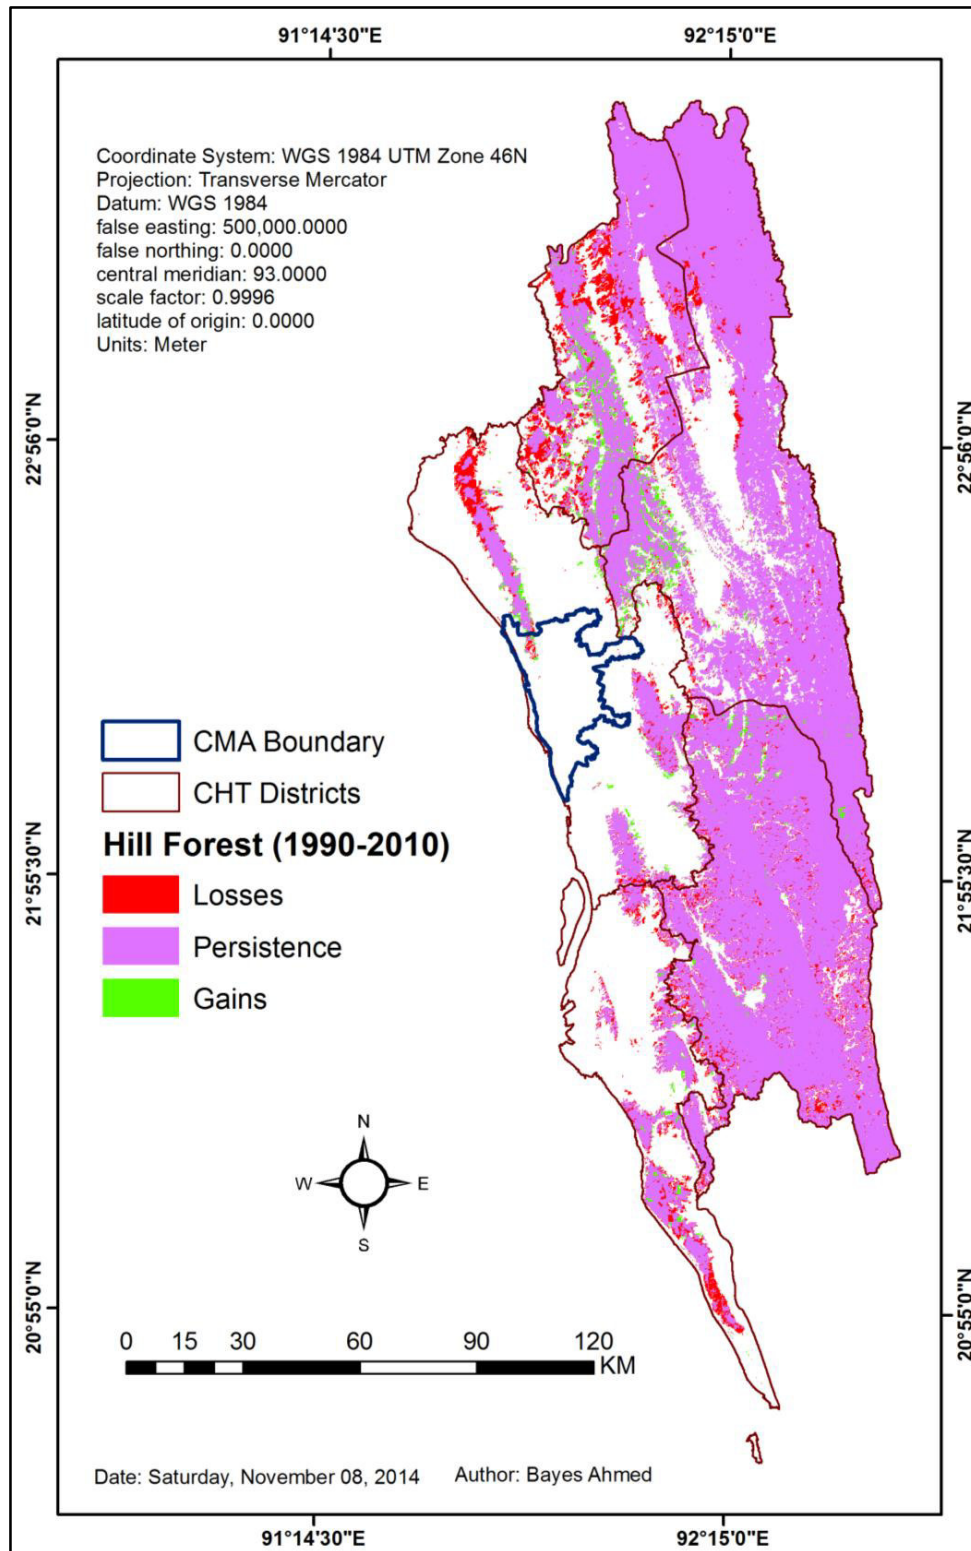 91°14'30"E 92°15'0"E
Coordinate System: WGS 1984 UTM Zone 46N
Projection: Transverse Mercator
Datum: WGS 1984
false easting: 500,000.0000
false northing: 0.0000
central meridian: 93.0000
scale factor: 0.9996
latitude of origin: 0.0000
Units: Meter
22°56'0"N 22°56'0"N
CMA Boundary
CHT Districts
Hill Forest (1990-2010)
21°55'30"N 21°55'30"N
Losses
Persistence
Gains
N
W E
S
20°55'0"N 20°55'0"N
0 15 30 60 90 120
KM
Date: Saturday, November 08, 2014 Author: Bayes Ahmed
91°14'30"E 92°15'0"E